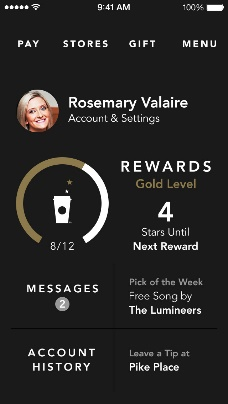 9:41 AM 100%
PAY STORES GIFT MENU
Rosemary Valaire
Account & Settings
REWARDS
Gold Level
4
Stars Until
Next Reward
8/12
MESSAGES
2
Pick of the Week
Free Song by
The Lumineers
ACCOUNT
HISTORY
Leave a Tip at
Pike Place